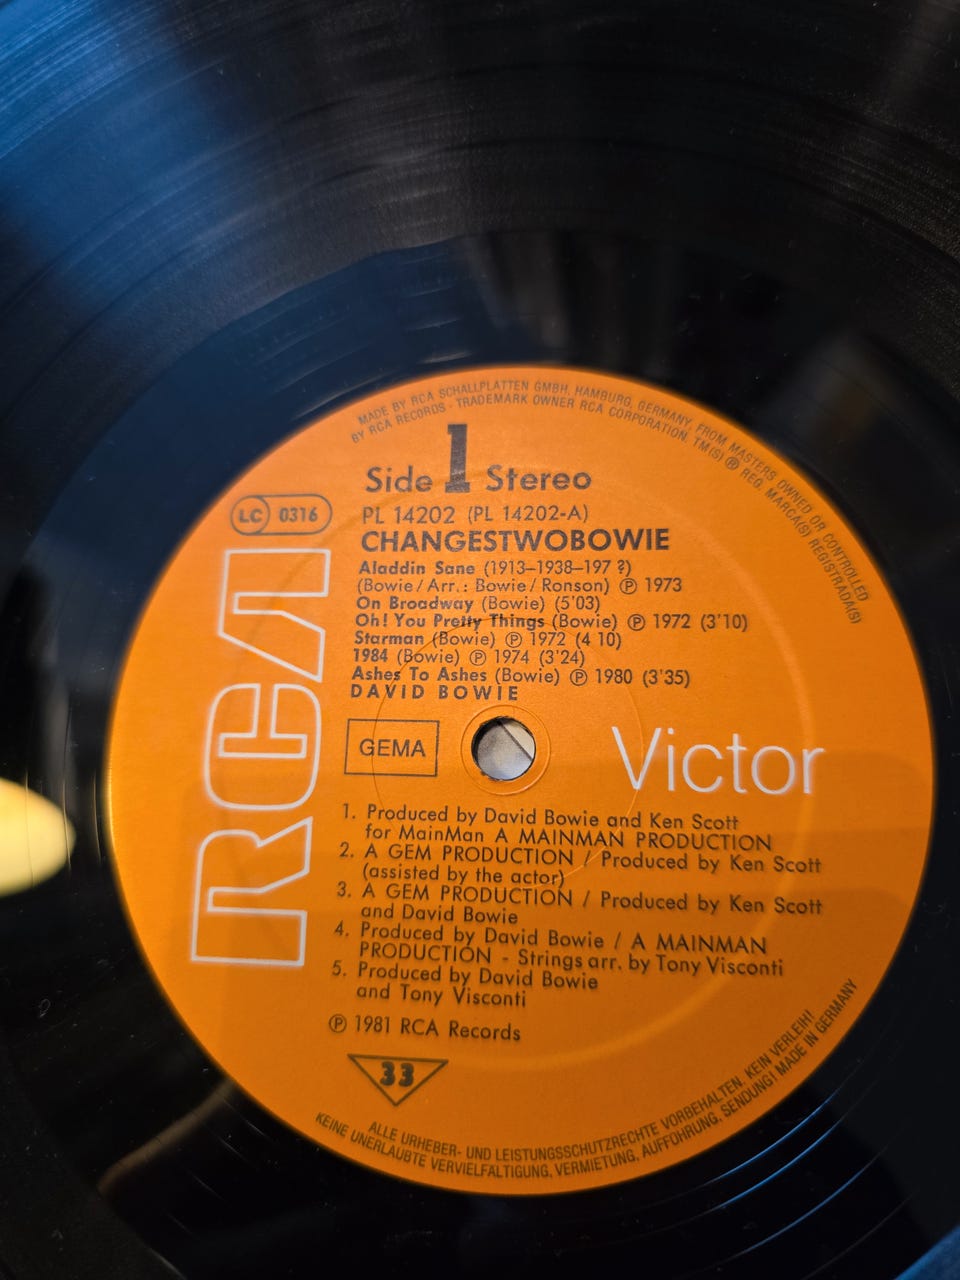 MADE BY RCA SCHALLPLATTEN GMBH, HAMBURG, GERMANY, FROM MASTERS OWNED OR CONTROLLED
BY RCA RECORDS · TRADEMARK OWNER RCA CORPORATION. TM(S) ® REG. MARCA(S) REGISTRADA(S)
Side 1 Stereo
LC 0316
PL 14202 (PL 14202-A)
CHANGESTWOBOWIE
Aladdin Sane (1913–1938–197 ?)
(Bowie/Arr.: Bowie/Ronson) ℗ 1973
On Broadway (Bowie) (5'03)
Oh! You Pretty Things (Bowie) ℗ 1972 (3'10)
Starman (Bowie) ℗ 1972 (4 10)
1984 (Bowie) ℗ 1974 (3'24)
Ashes To Ashes (Bowie) ℗ 1980 (3'35)
DAVID BOWIE
RCA
GEMA
Victor
1. Produced by David Bowie and Ken Scott
for MainMan A MAINMAN PRODUCTION
2. A GEM PRODUCTION / Produced by Ken Scott
(assisted by the actor)
3. A GEM PRODUCTION / Produced by Ken Scott
and David Bowie
4. Produced by David Bowie / A MAINMAN
PRODUCTION - Strings arr. by Tony Visconti
5. Produced by David Bowie
and Tony Visconti
℗ 1981 RCA Records
33
ALLE URHEBER- UND LEISTUNGSSCHUTZRECHTE VORBEHALTEN. KEIN VERLEIH!
KEINE UNERLAUBTE VERVIELFÄLTIGUNG, VERMIETUNG, AUFFÜHRUNG, SENDUNG! MADE IN GERMANY